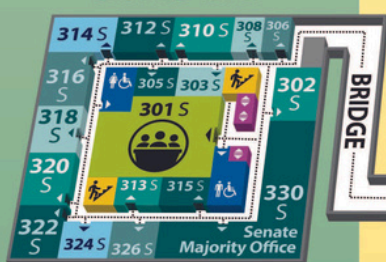 314 S
312 S
310 S
308 S
306 S
316 S
305 S
303 S
302 S
301 S
318 S
BRIDGE
320 S
313 S
315 S
330 S
322 S
324 S
326 S
Senate
Majority Office